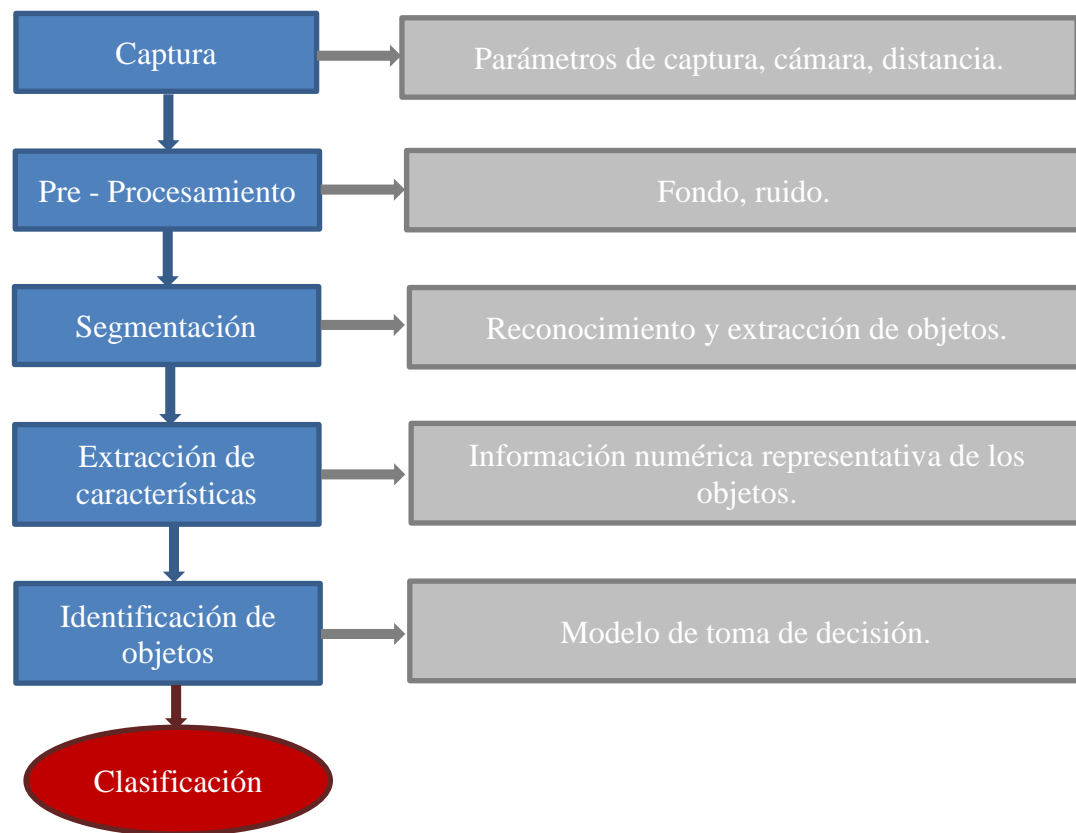 Captura
Parámetros de captura, cámara, distancia.
Pre - Procesamiento
Fondo, ruido.
Segmentación
Reconocimiento y extracción de objetos.
Extracción de
características
Información numérica representativa de los
objetos.
Identificación de
objetos
Modelo de toma de decisión.
Clasificación